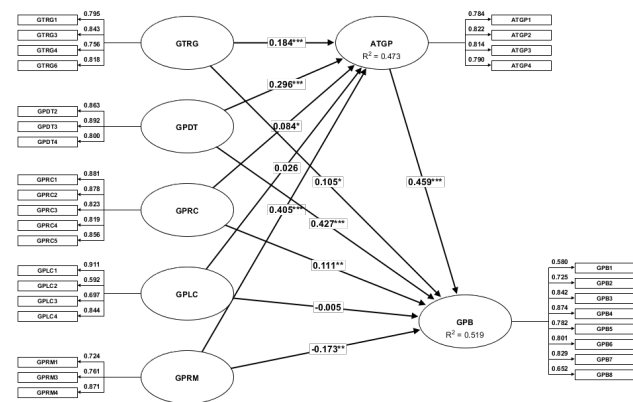 GTRG1 0.795
GTRG3 0.843
GTRG4 0.756
GTRG6 0.818
GTRG
0.184***
ATGP
R² = 0.473
0.784 ATGP1
0.822 ATGP2
0.814 ATGP3
0.790 ATGP4
0.296***
GPDT2 0.863
GPDT3 0.892
GPDT4 0.800
GPDT
0.084*
0.026
0.105*
0.459***
GPRC1 0.881
GPRC2 0.878
GPRC3 0.823
GPRC4 0.819
GPRC5 0.856
GPRC
0.405***
0.427***
0.111**
GPLC1 0.911
GPLC2 0.592
GPLC3 0.697
GPLC4 0.844
GPLC
-0.005
GPB
R² = 0.519
0.580 GPB1
0.725 GPB2
0.842 GPB3
0.874 GPB4
0.782 GPB5
0.801 GPB6
0.829 GPB7
0.652 GPB8
-0.173**
GPRM1 0.724
GPRM3 0.761
GPRM4 0.871
GPRM